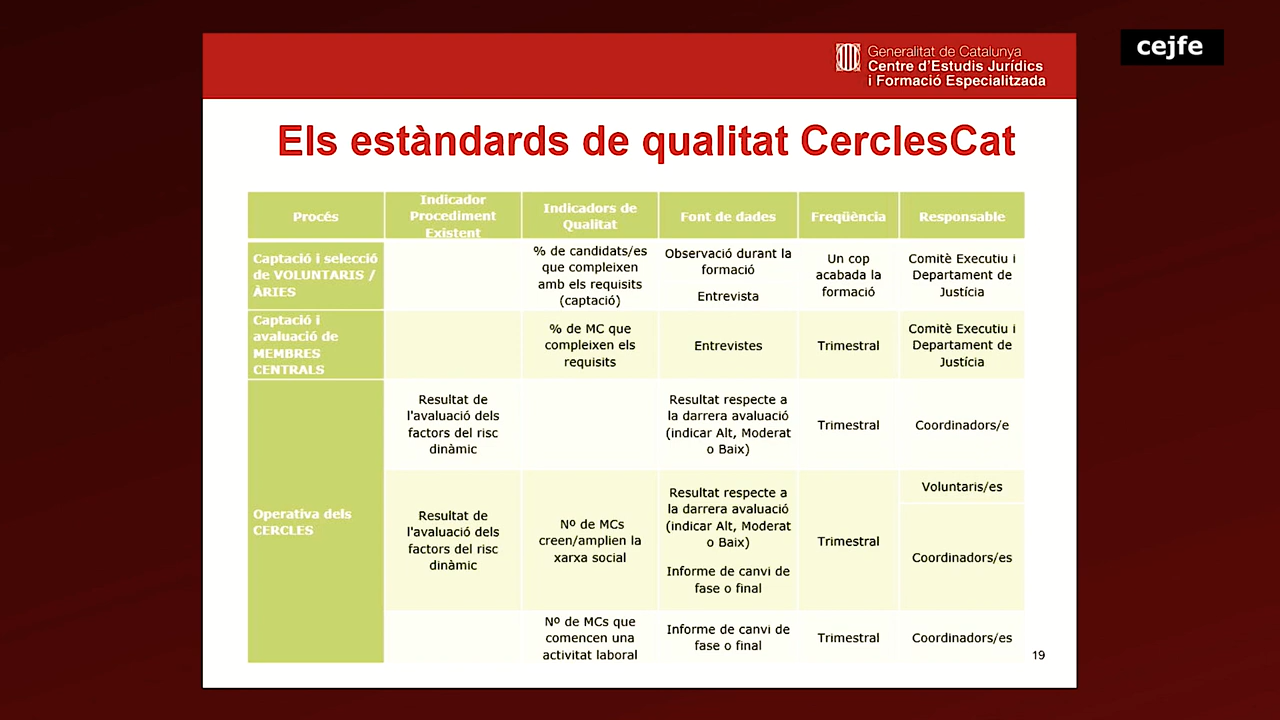 cejfe
Generalitat de Catalunya
Centre d'Estudis Jurídics
i Formació Especialitzada
Els estàndards de qualitat CerclesCat
Procés
Indicador
Procediment
Existent
Indicadors de
Qualitat
Font de dades
Freqüència
Responsable
Captació i selecció
de VOLUNTARIS /
ÀRIES
% de candidats/es
que compleixen
amb els requisits
(captació)
Observació durant la
formació
Entrevista
Un cop
acabada la
formació
Comitè Executiu i
Departament de
Justícia
Captació i
avaluació de
MEMBRES
CENTRALS
% de MC que
compleixen els
requisits
Entrevistes
Trimestral
Comitè Executiu i
Departament de
Justícia
Operativa dels
CERCLES
Resultat de
l'avaluació dels
factors del risc
dinàmic
Resultat respecte a
la darrera avaluació
(indicar Alt, Moderat
o Baix)
Trimestral
Coordinadors/e
Resultat de
l'avaluació dels
factors del risc
dinàmic
Nº de MCs
creen/amplien la
xarxa social
Resultat respecte a
la darrera avaluació
(indicar Alt, Moderat
o Baix)
Informe de canvi de
fase o final
Trimestral
Voluntaris/es
Coordinadors/es
Nº de MCs que
comencen una
activitat laboral
Informe de canvi de
fase o final
Trimestral
Coordinadors/es
19